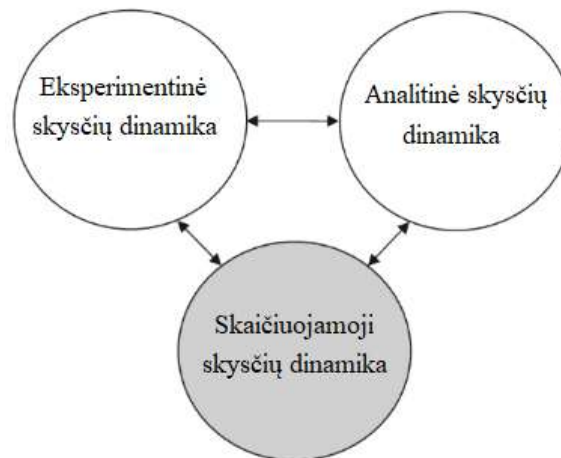 Eksperimentinė
skysčių dinamika
Analitinė skysčių
dinamika
Skaičiuojamoji
skysčių dinamika